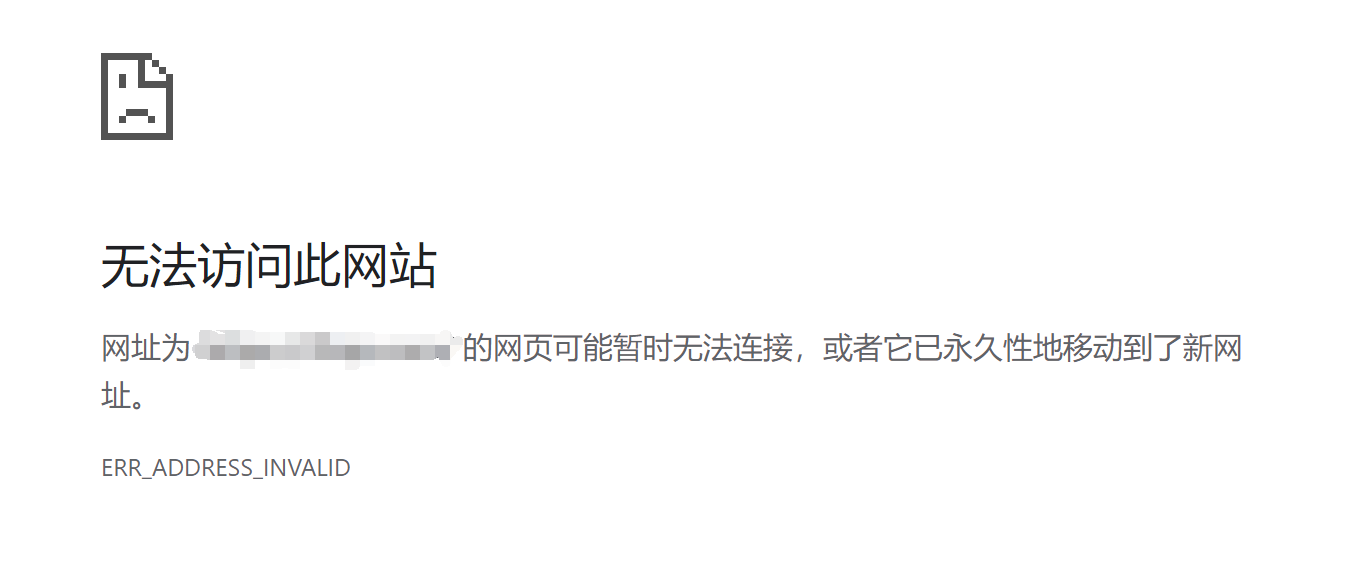 无法访问此网站
网址为 的网页可能暂时无法连接，或者它已永久性地移动到了新网
址。
ERR_ADDRESS_INVALID